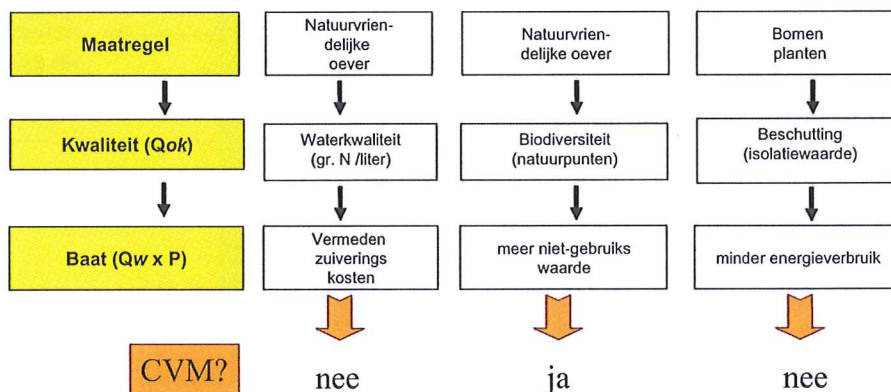 Maatregel
Natuurvrien-
delijke
oever
Natuurvrien-
delijke oever
Bomen
planten
Kwaliteit (Qok)
Waterkwaliteit
(gr. N /liter)
Biodiversiteit
(natuurpunten)
Beschutting
(isolatiewaarde)
Baat (Qw x P)
Vermeden
zuiverings
kosten
meer niet-gebruiks
waarde
minder energieverbruik
CVM?
nee
ja
nee